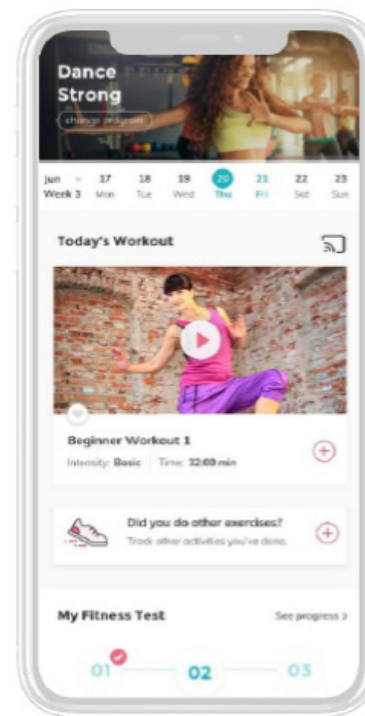 Dance
Strong
change program
Jun 17 18 19 20 21 22 23
Week 3 Mon Tue Wed Thu Fri Sat Sun
Today's Workout
Beginner Workout 1
Intensity: Basic Time: 32:00 min
Did you do other exercises?
Track other activities you've done.
My Fitness Test
See progress >
01 02 03